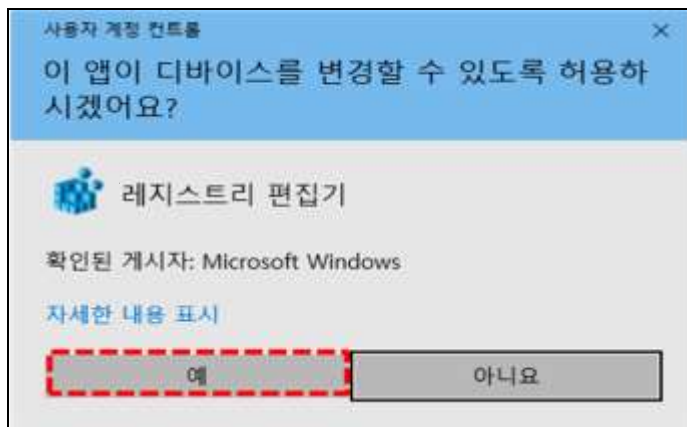 사용자 계정 컨트롤
이 앱이 디바이스를 변경할 수 있도록 허용하
시겠어요?
레지스트리 편집기
확인된 게시자: Microsoft Windows
자세한 내용 표시
예
아니요